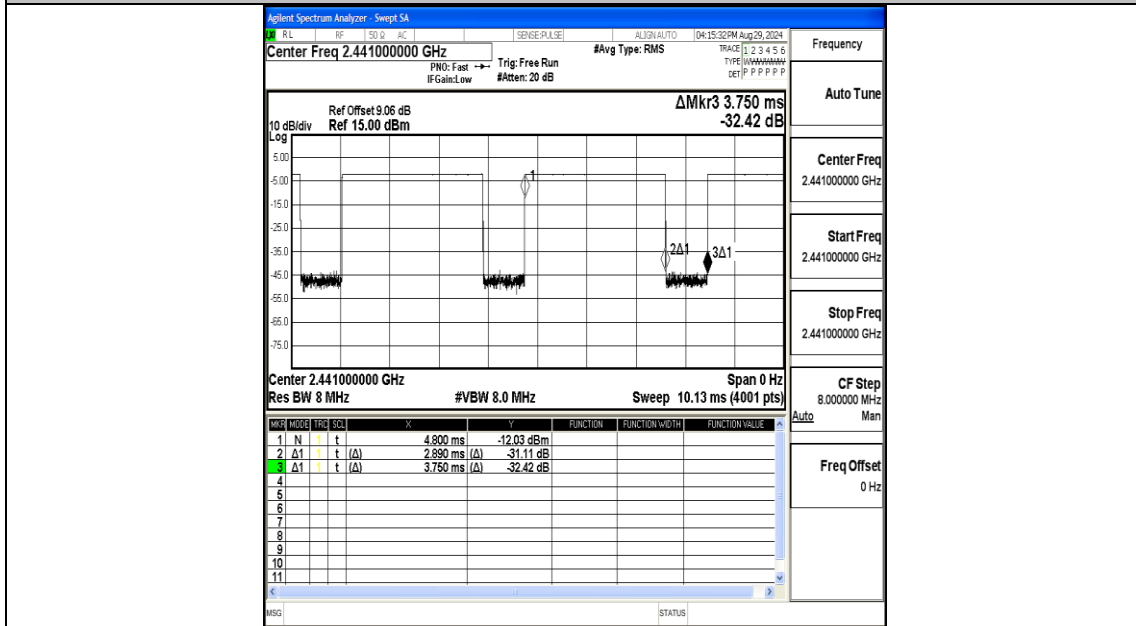 Agilent Spectrum Analyzer - Swept SA
RL RF 50 Ω AC SENSE:PULSE ALIGN AUTO 04:15:32 PM Aug 29, 2024
Center Freq 2.441000000 GHz
PNO: Fast
IFGain:Low
Trig: Free Run
#Atten: 20 dB
#Avg Type: RMS
TRACE 1 2 3 4 5 6
TYPE
DET P P P P P P
Frequency
Auto Tune
Center Freq
2.441000000 GHz
Start Freq
2.441000000 GHz
Stop Freq
2.441000000 GHz
CF Step
8.000000 MHz
Auto Man
Freq Offset
0 Hz
Ref Offset 9.06 dB
10 dB/div Ref 15.00 dBm
Log
ΔMkr3 3.750 ms
-32.42 dB
5.00
-5.00
-15.0
-25.0
-35.0
-45.0
-55.0
-65.0
-75.0
1
2Δ1
3Δ1
Center 2.441000000 GHz Span 0 Hz
Res BW 8 MHz #VBW 8.0 MHz Sweep 10.13 ms (4001 pts)
MKR MODE TRC SCL X Y FUNCTION FUNCTION WIDTH FUNCTION VALUE
1 N 1 t 4.800 ms -12.03 dBm
2 Δ1 1 t (Δ) 2.890 ms (Δ) -31.11 dB
3 Δ1 1 t (Δ) 3.750 ms (Δ) -32.42 dB
4
5
6
7
8
9
10
11
MSG STATUS